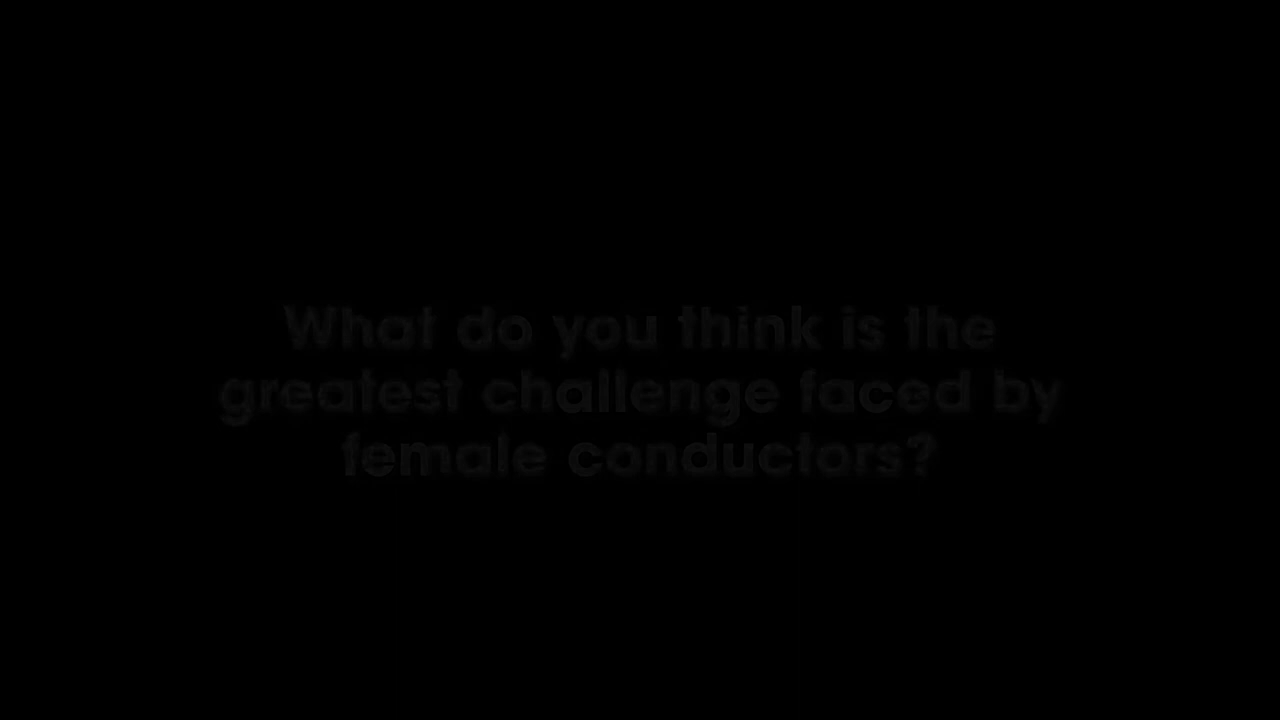 What do you think is the
greatest challenge faced by
female conductors?